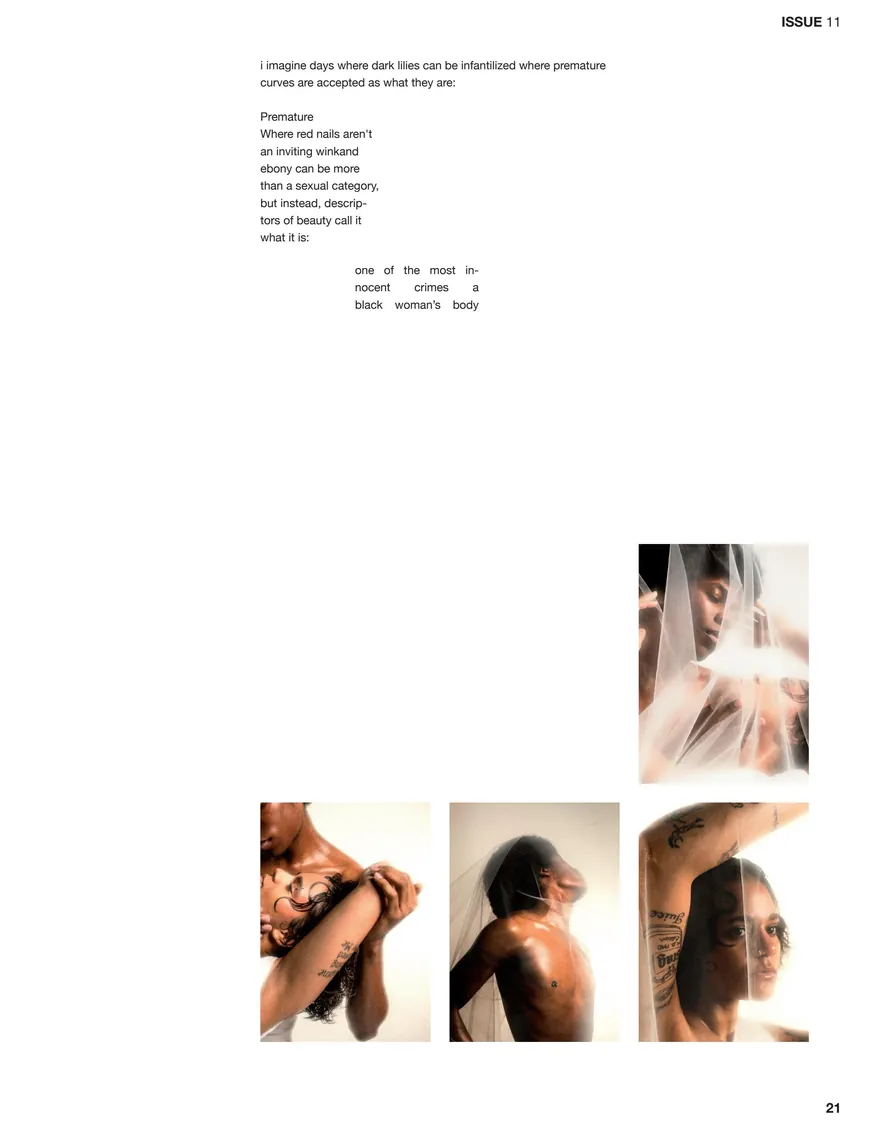 ISSUE 11
i imagine days where dark lilies can be infantilized where premature
curves are accepted as what they are:
Premature
Where red nails aren't
an inviting winkand
ebony can be more
than a sexual category,
but instead, descrip-
tors of beauty call it
what it is:
one of the most in-
nocent crimes a
black woman’s body
Juice
21